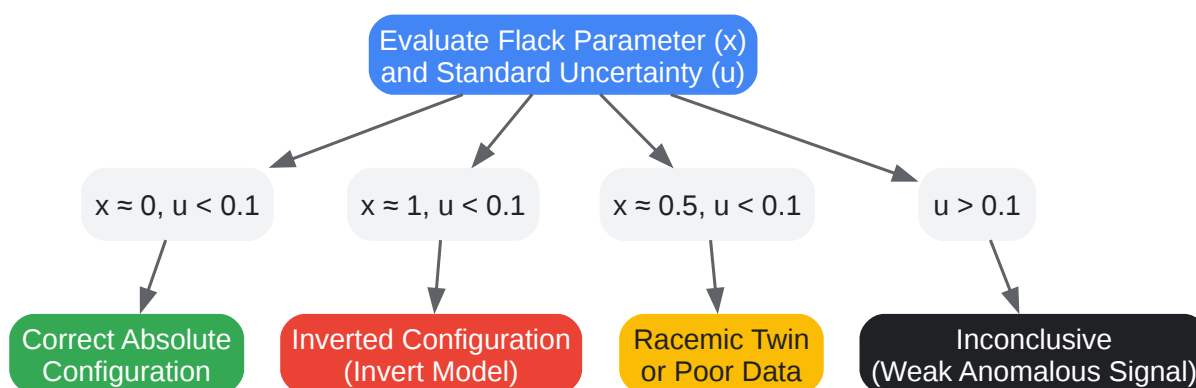 Evaluate Flack Parameter (x)
and Standard Uncertainty (u)
x ≈ 0, u < 0.1
x ≈ 1, u < 0.1
x ≈ 0.5, u < 0.1
u > 0.1
Correct Absolute
Configuration
Inverted Configuration
(Invert Model)
Racemic Twin
or Poor Data
Inconclusive
(Weak Anomalous Signal)